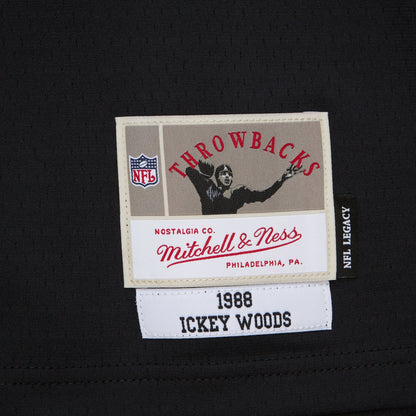 THROWBACKS
NFL
NOSTALGIA CO.
Mitchell & Ness
PHILADELPHIA, PA.
NFL LEGACY
1988
ICKEY WOODS